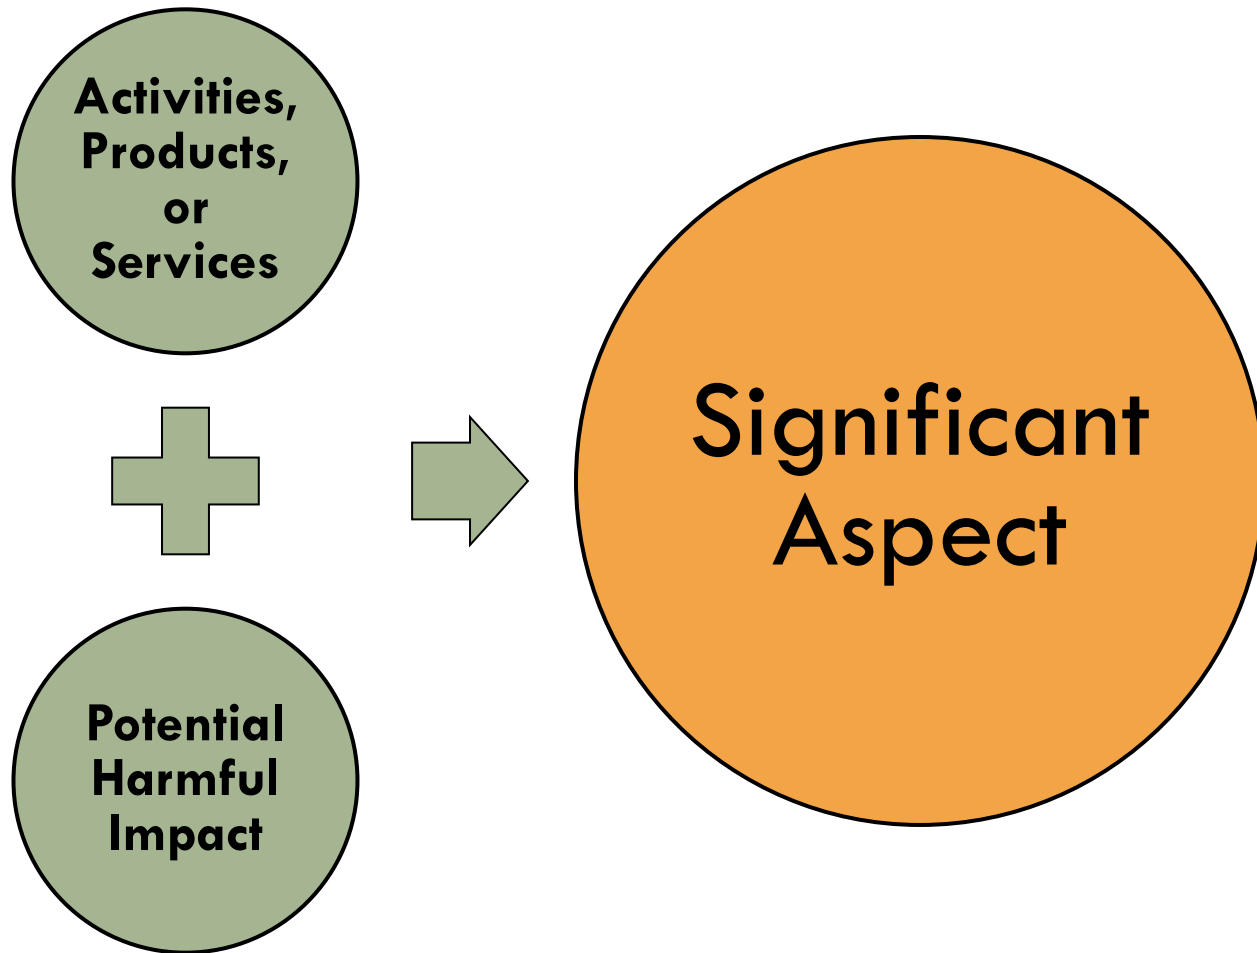 Activities,
Products,
or
Services
Potential
Harmful
Impact
Significant
Aspect